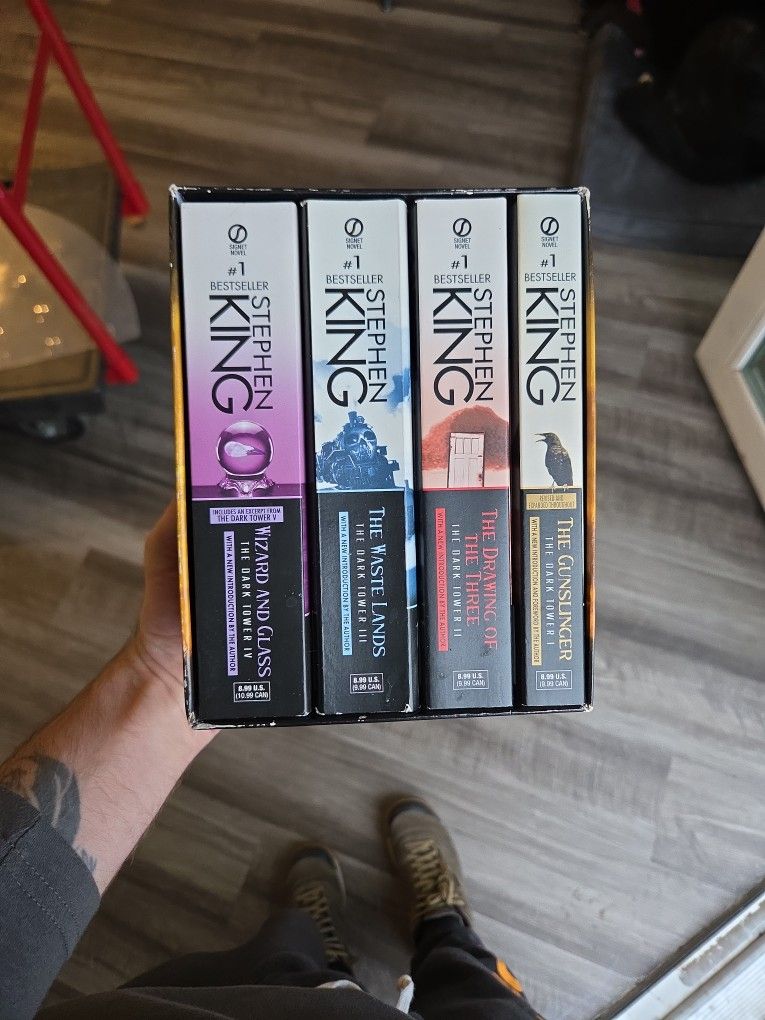 SIGNET
NOVEL
#1
BESTSELLER
STEPHEN
KING
INCLUDES AN EXCERPT FROM
THE DARK TOWER V
WIZARD AND GLASS
THE DARK TOWER IV
WITH A NEW INTRODUCTION BY THE AUTHOR
8.99 U.S.
(10.99 CAN)
SIGNET
NOVEL
#1
BESTSELLER
STEPHEN
KING
THE WASTE LANDS
THE DARK TOWER III
WITH A NEW INTRODUCTION BY THE AUTHOR
8.99 U.S.
(9.99 CAN)
SIGNET
NOVEL
#1
BESTSELLER
STEPHEN
KING
THE DRAWING OF
THE THREE
THE DARK TOWER II
WITH A NEW INTRODUCTION BY THE AUTHOR
8.99 U.S.
(9.99 CAN)
SIGNET
NOVEL
#1
BESTSELLER
STEPHEN
KING
REVISED AND
EXPANDED THROUGHOUT
THE GUNSLINGER
THE DARK TOWER I
WITH A NEW INTRODUCTION AND FOREWORD BY THE AUTHOR
8.99 U.S.
(9.99 CAN)